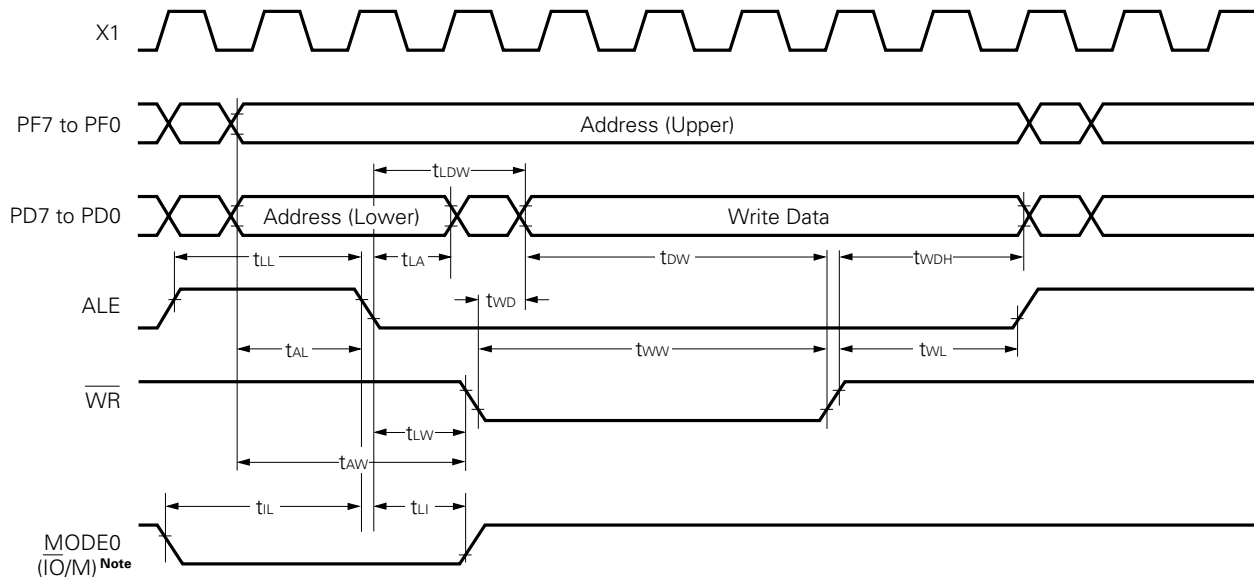 X1
PF7 to PF0
Address (Upper)
tLDW
PD7 to PD0
Address (Lower)
Write Data
tLL
tLA
tDW
tWDH
ALE
tWD
tAL
tWW
tWL
WR
tLW
tAW
tIL
tLI
MODE0
(IO/M) Note